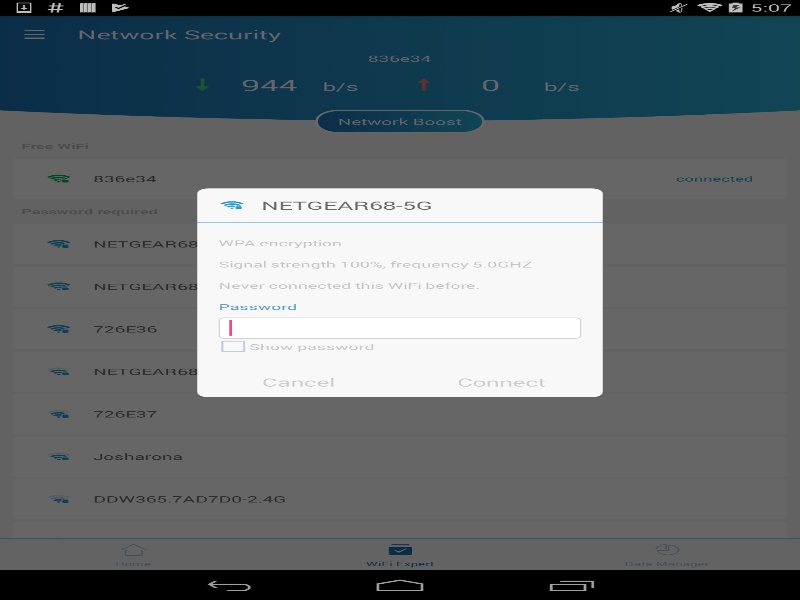 5:07
Network Security
836e34
944 b/s 0 b/s
Network Boost
Free WiFi
836e34 connected
Password required
NETGEAR68
NETGEAR68
726E36
NETGEAR68
726E37
Josharona
DDW365.7AD7D0-2.4G
NETGEAR68-5G
WPA encryption
Signal strength 100%, frequency 5.0GHZ
Never connected this WiFi before.
Password
Show password
Cancel Connect
Home WiFi Expert Data Manager